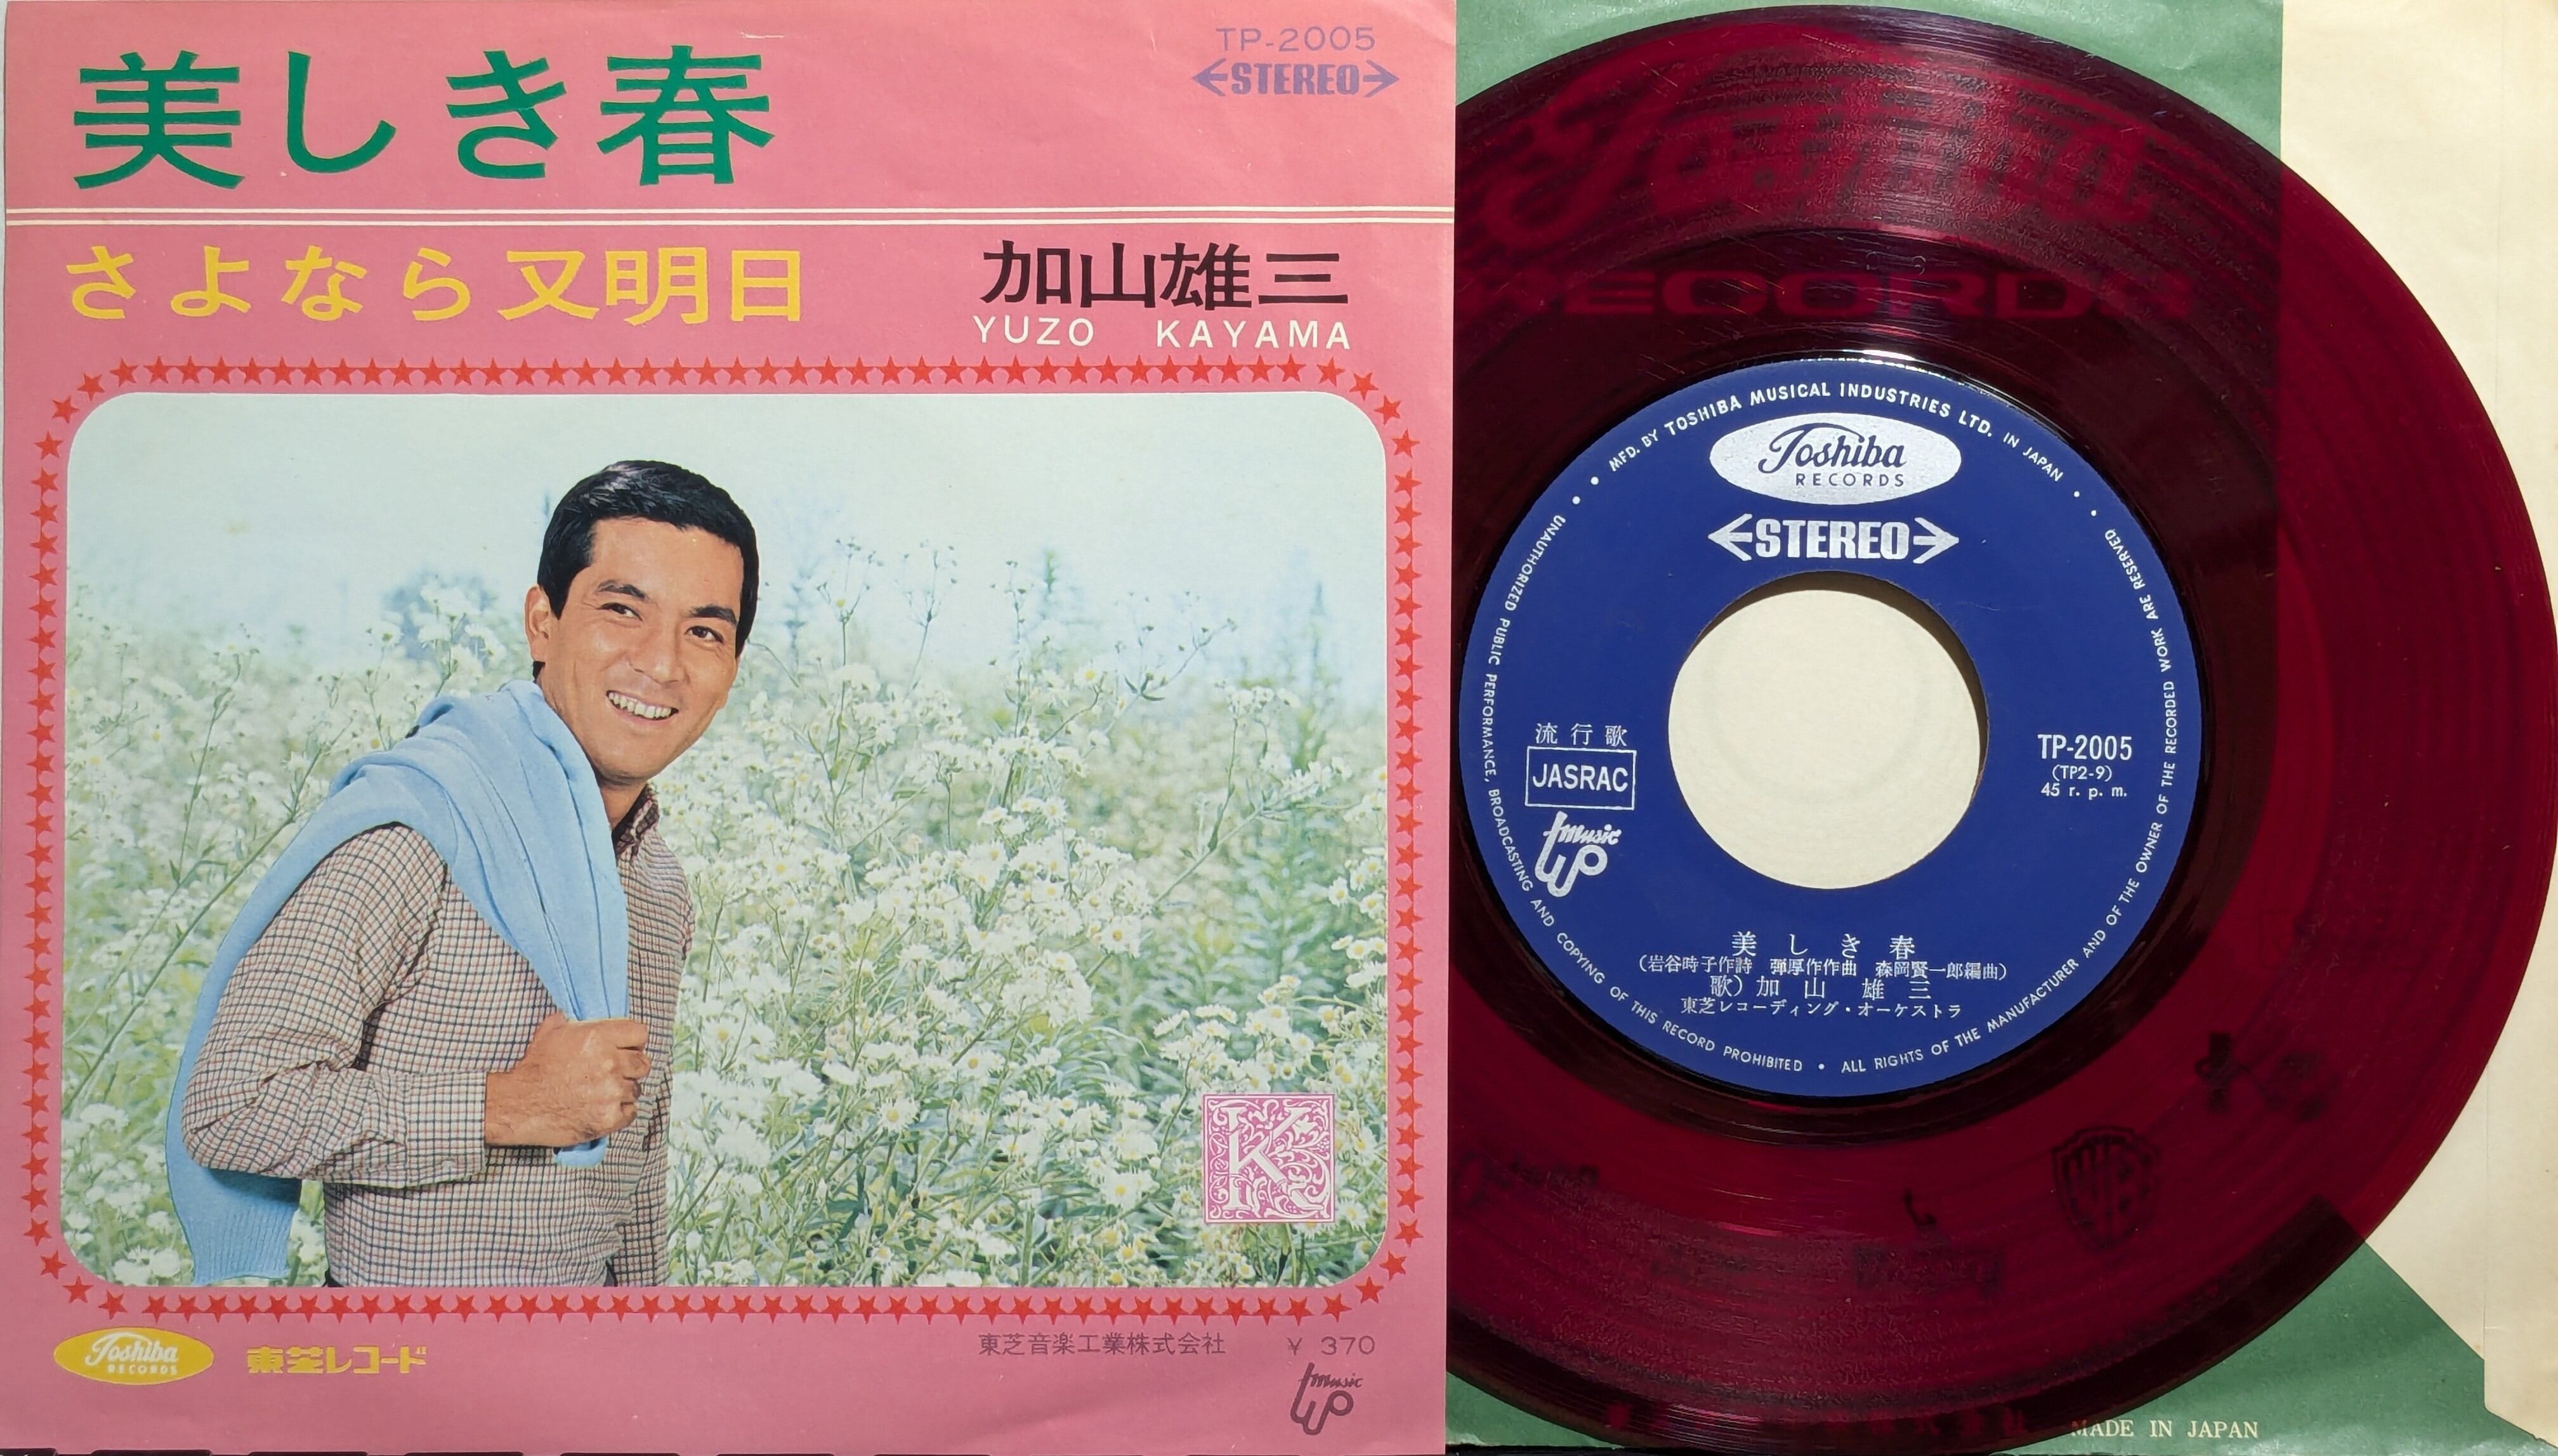 美しき春
TP-2005
STEREO
さよなら又明日
加山雄三
YUZO KAYAMA
K
Toshiba
RECORDS
東芝レコード
東芝音楽工業株式会社 ¥ 370
music
Toshiba
RECORDS
• MFD. BY TOSHIBA MUSICAL INDUSTRIES LTD. IN JAPAN •
Toshiba
RECORDS
STEREO
流行歌
JASRAC
music
TP-2005
(TP2-9)
45 r. p. m.
美しき春
(岩谷時子作詩 弾厚作作曲 森岡賢一郎編曲)
歌)加山 雄三
東芝レコーディング・オーケストラ
• UNAUTHORIZED PUBLIC PERFORMANCE, BROADCASTING AND COPYING OF THIS RECORD PROHIBITED • ALL RIGHTS OF THE MANUFACTURER AND OF THE OWNER OF THE RECORDED WORK ARE RESERVED •
WB
MADE IN JAPAN